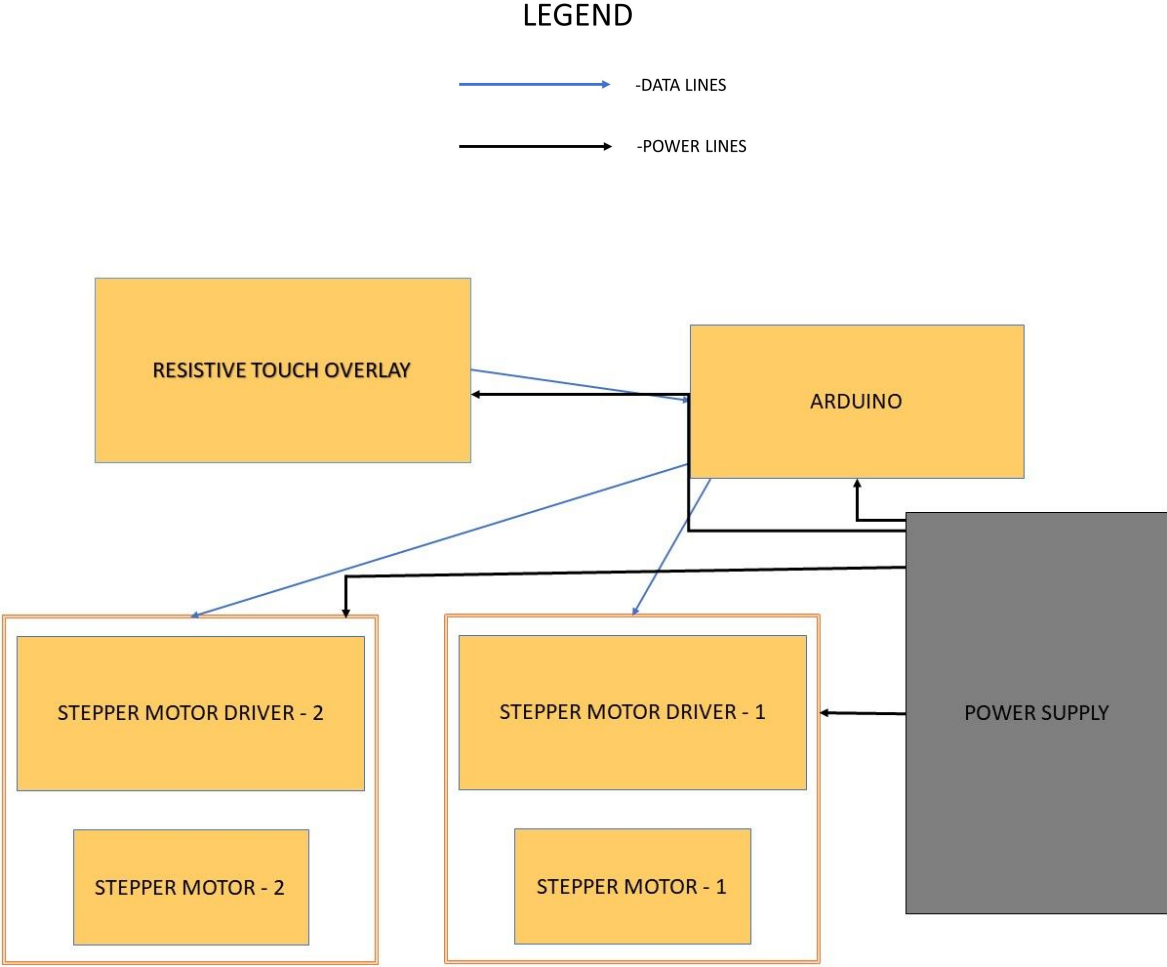 LEGEND
-DATA LINES
-POWER LINES
RESISTIVE TOUCH OVERLAY
ARDUINO
STEPPER MOTOR DRIVER - 2
STEPPER MOTOR DRIVER - 1
POWER SUPPLY
STEPPER MOTOR - 2
STEPPER MOTOR - 1